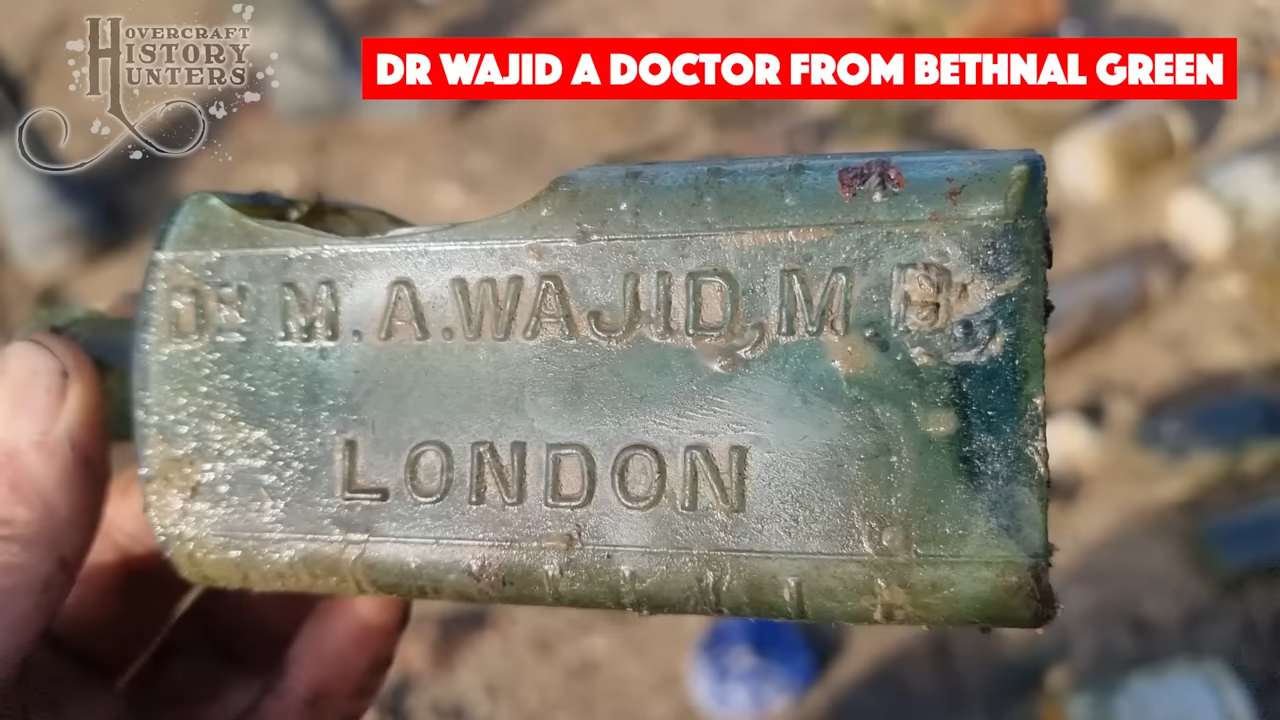 HOVERCRAFT
HISTORY
HUNTERS
DR WAJID A DOCTOR FROM BETHNAL GREEN
DR M. A. WAJID, M. B.,
LONDON